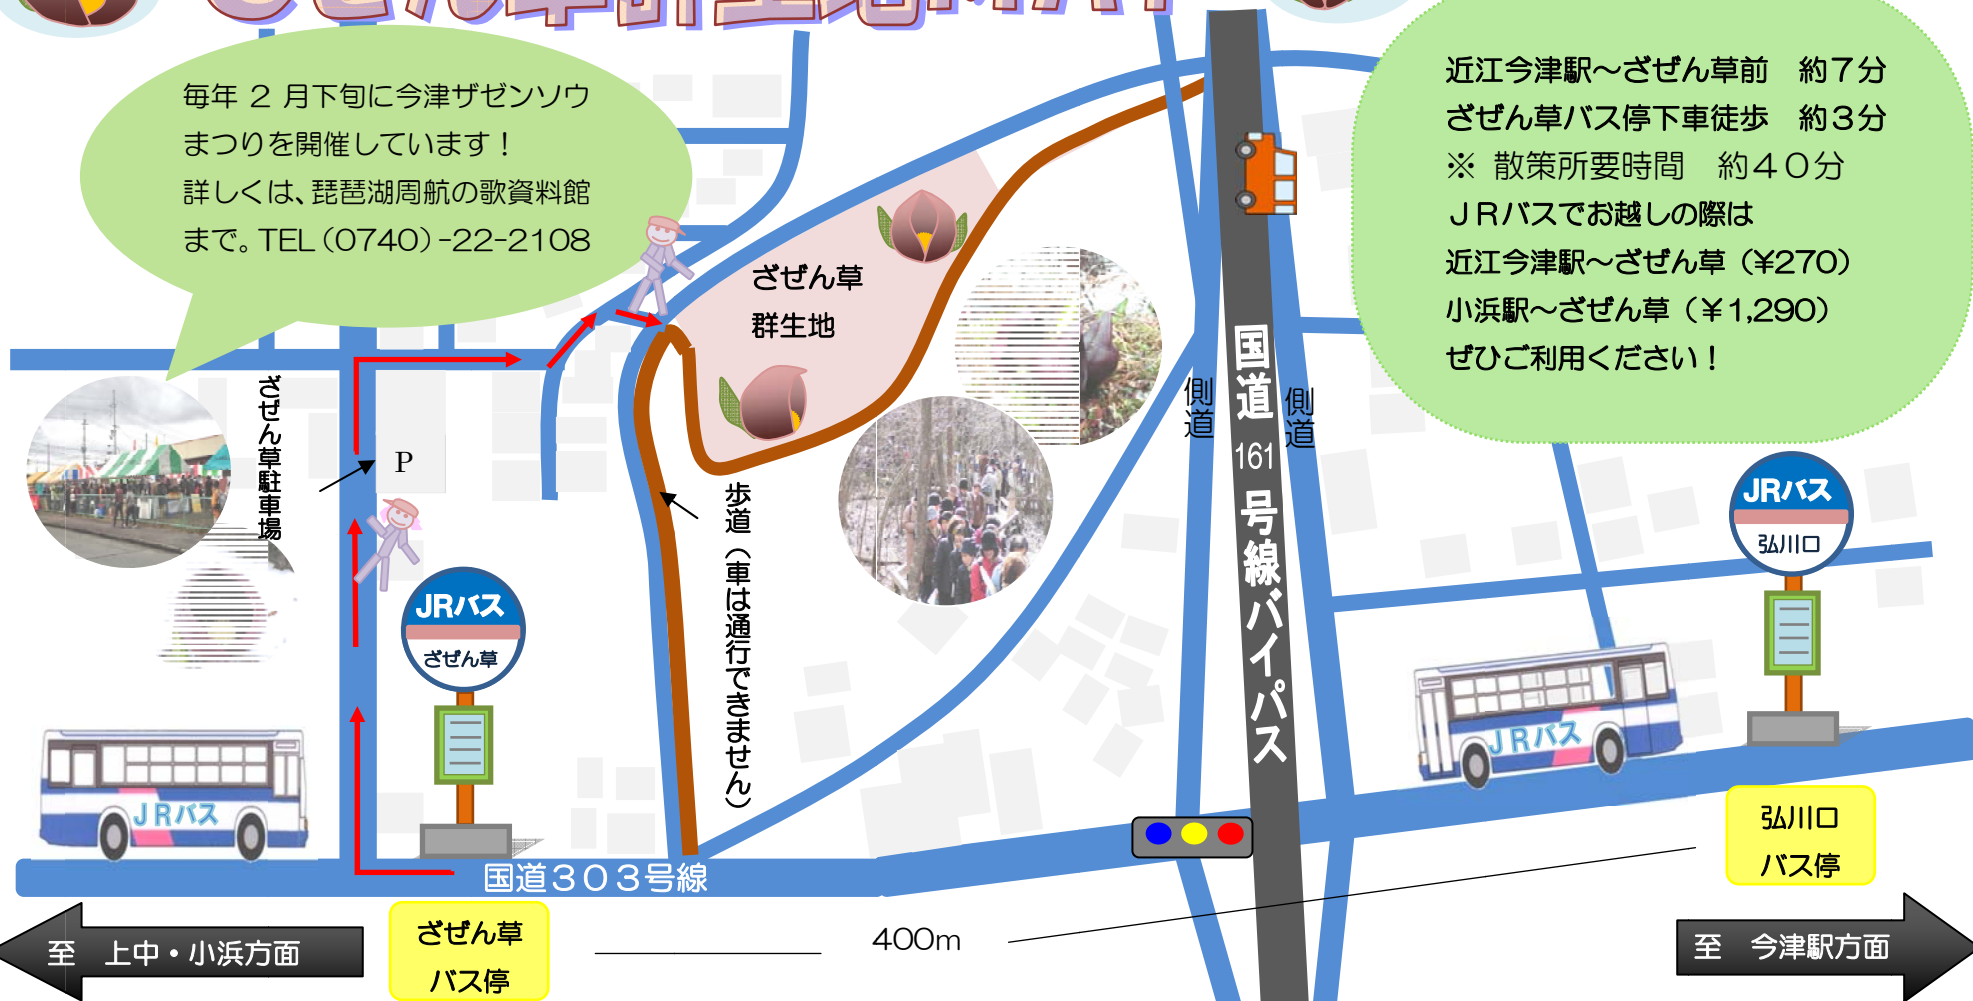 毎年 2 月下旬に今津ザゼンソウ
まつりを開催しています！
詳しくは、琵琶湖周航の歌資料館
まで。TEL（0740）-22-2108
近江今津駅～ざぜん草前　約７分
ざぜん草バス停下車徒歩　約３分
※ 散策所要時間　約４０分
ＪＲバスでお越しの際は
近江今津駅～ざぜん草（¥270）
小浜駅～ざぜん草（¥1,290）
ぜひご利用ください！
ざぜん草
群生地
ざぜん草駐車場
P
歩道（車は通行できません）
側道
国道161号線バイパス
側道
JRバス
ざぜん草
JRバス
弘川口
ＪＲバス
ＪＲバス
国道３０３号線
弘川口
バス停
ざぜん草
バス停
400m
至　上中・小浜方面
至　今津駅方面